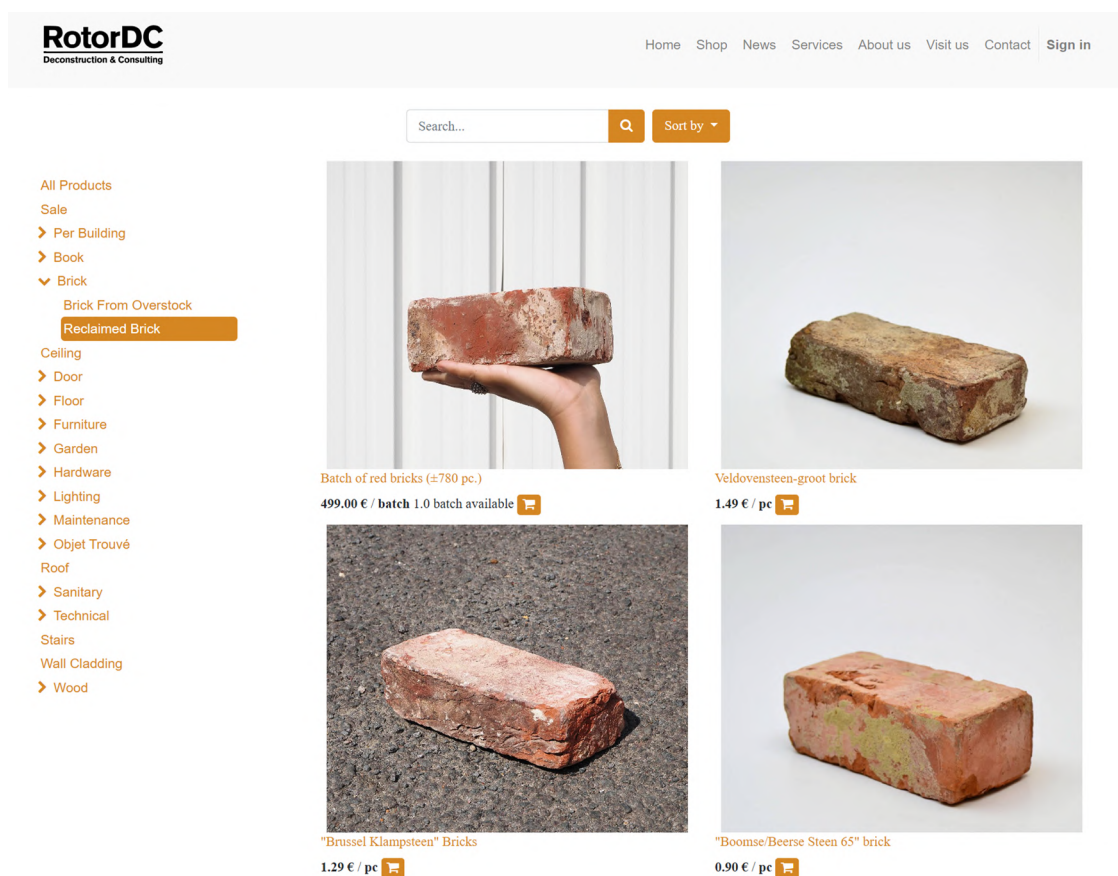 RotorDC
Deconstruction & Consulting
Home Shop News Services About us Visit us Contact Sign in
Search...
Sort by
All Products
Sale
Per Building
Book
Brick
Brick From Overstock
Reclaimed Brick
Ceiling
Door
Floor
Furniture
Garden
Hardware
Lighting
Maintenance
Objet Trouvé
Roof
Sanitary
Technical
Stairs
Wall Cladding
Wood
Batch of red bricks (±780 pc.)
499.00 € / batch 1.0 batch available
Veldovensteen-groot brick
1.49 € / pc
"Brussel Klampsteen" Bricks
1.29 € / pc
"Boomse/Beerse Steen 65" brick
0.90 € / pc